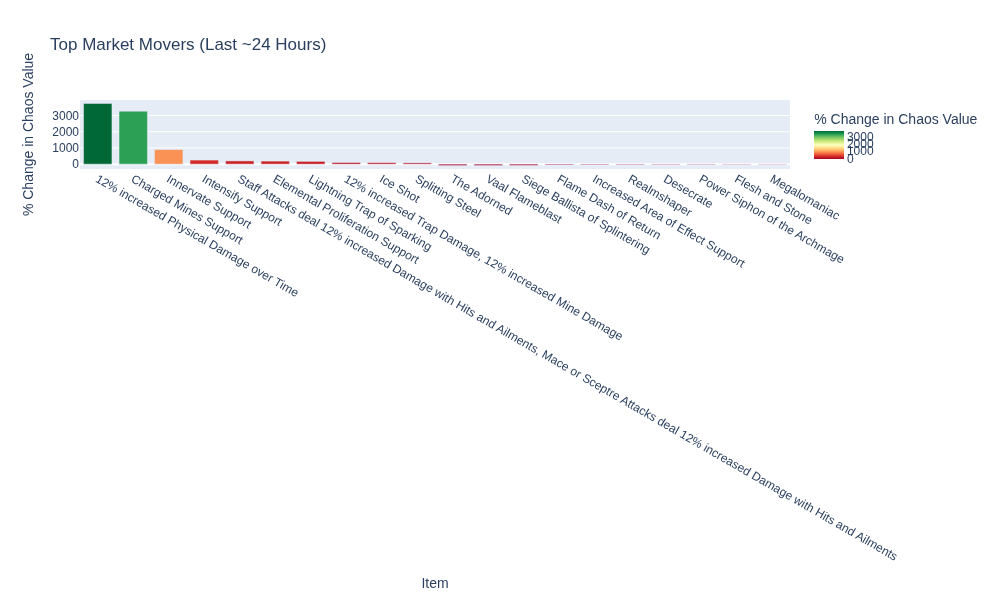 Top Market Movers (Last ~24 Hours)
% Change in Chaos Value
3000
2000
1000
0
12% increased Physical Damage over Time
Charged Mines Support
Innervate Support
Intensify Support
Staff Attacks deal 12% increased Damage with Hits and Ailments, Mace or Sceptre Attacks deal 12% increased Damage with Hits and Ailments
Elemental Proliferation Support
Lightning Trap of Sparking
12% increased Trap Damage, 12% increased Mine Damage
Ice Shot
Splitting Steel
The Adorned
Vaal Flameblast
Siege Ballista of Splintering
Flame Dash of Return
Increased Area of Effect Support
Realmshaper
Desecrate
Power Siphon of the Archmage
Flesh and Stone
Megalomaniac
Item
% Change in Chaos Value
3000
2000
1000
0